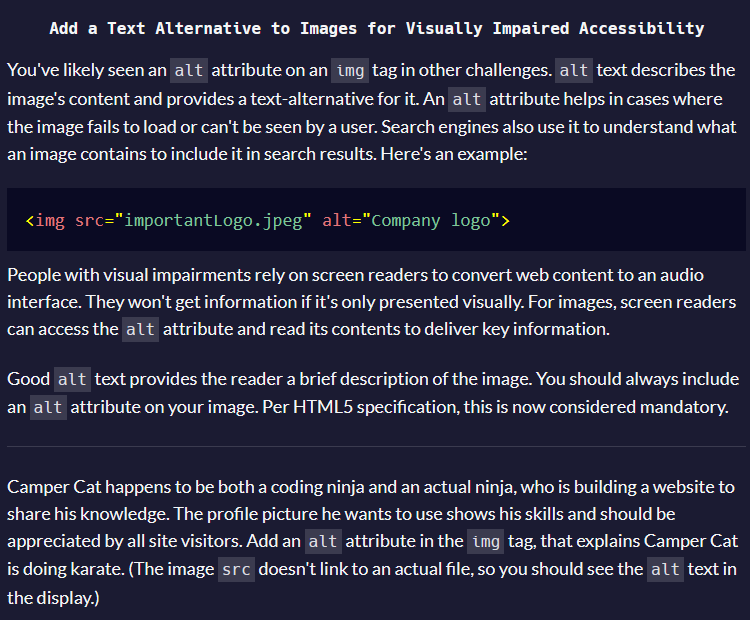 Add a Text Alternative to Images for Visually Impaired Accessibility
You've likely seen an alt attribute on an img tag in other challenges. alt text describes the
image's content and provides a text-alternative for it. An alt attribute helps in cases where
the image fails to load or can't be seen by a user. Search engines also use it to understand what
an image contains to include it in search results. Here's an example:
<img src="importantLogo.jpeg" alt="Company logo">
People with visual impairments rely on screen readers to convert web content to an audio
interface. They won't get information if it's only presented visually. For images, screen readers
can access the alt attribute and read its contents to deliver key information.
Good alt text provides the reader a brief description of the image. You should always include
an alt attribute on your image. Per HTML5 specification, this is now considered mandatory.
Camper Cat happens to be both a coding ninja and an actual ninja, who is building a website to
share his knowledge. The profile picture he wants to use shows his skills and should be
appreciated by all site visitors. Add an alt attribute in the img tag, that explains Camper Cat
is doing karate. (The image src doesn't link to an actual file, so you should see the alt text in
the display.)